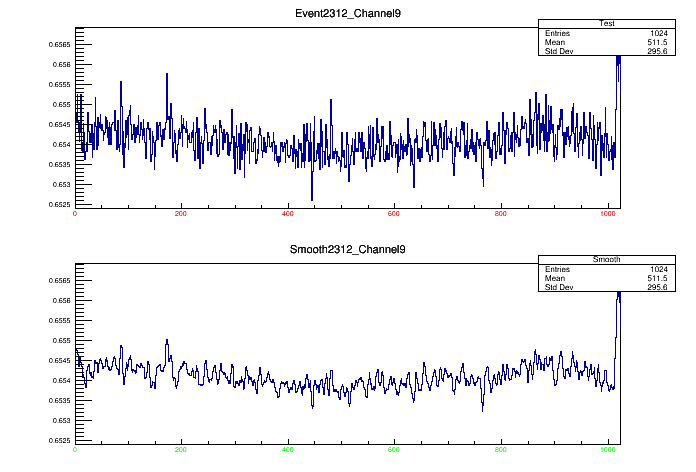 Event2312_Channel9
Test
Entries 1024
Mean 511.5
Std Dev 295.6
0.6565
0.656
0.6555
0.655
0.6545
0.654
0.6535
0.653
0.6525
0 200 400 600 800 1000
Smooth2312_Channel9
Smooth
Entries 1024
Mean 511.5
Std Dev 295.6
0.6565
0.656
0.6555
0.655
0.6545
0.654
0.6535
0.653
0.6525
0 200 400 600 800 1000